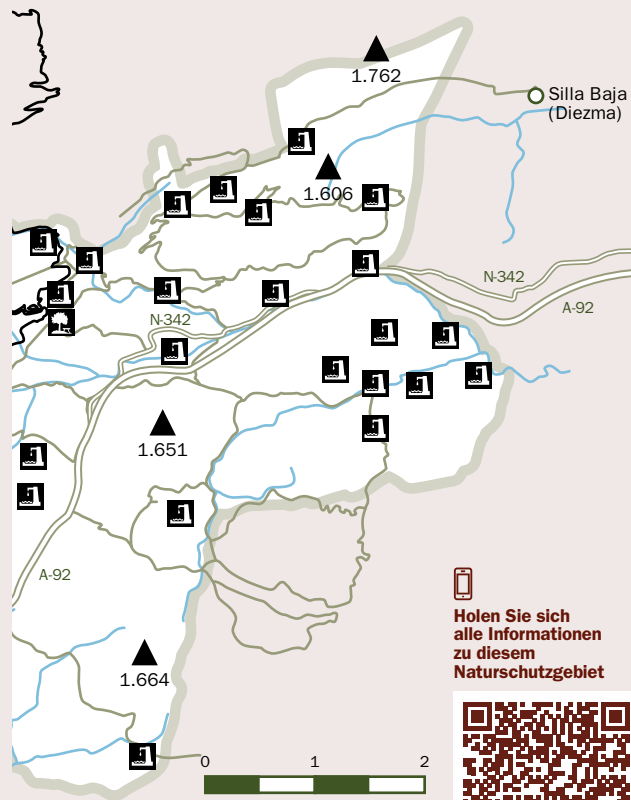 1.762
Silla Baja
(Diezma)
1.606
N-342
A-92
N-342
1.651
A-92
Holen Sie sich
alle Informationen
zu diesem
Naturschutzgebiet
1.664
0 1 2